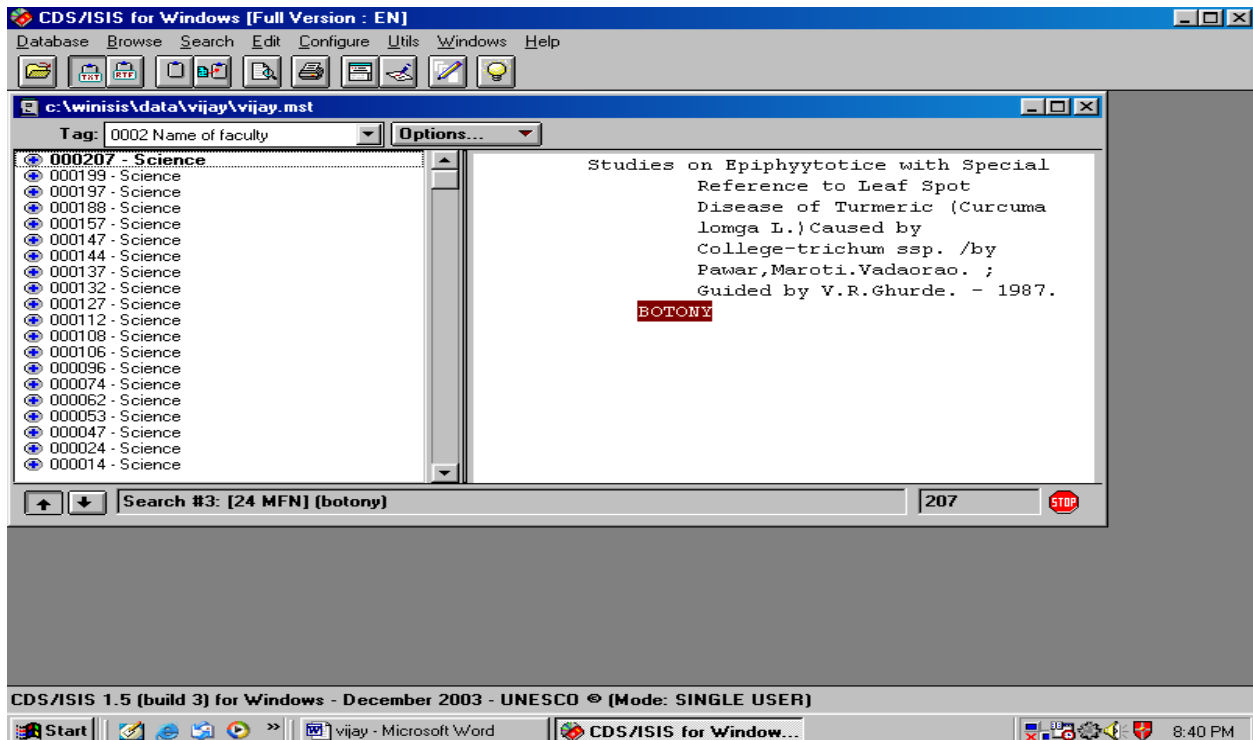 CDS/ISIS for Windows [Full Version : EN]
Database Browse Search Edit Configure Utils Windows Help
TXT RTF
c:\winisis\data\vijay\vijay.mst
Tag: 0002 Name of faculty Options...
000207 - Science
000199 - Science
000197 - Science
000188 - Science
000157 - Science
000147 - Science
000144 - Science
000137 - Science
000132 - Science
000127 - Science
000112 - Science
000108 - Science
000106 - Science
000096 - Science
000074 - Science
000062 - Science
000053 - Science
000047 - Science
000024 - Science
000014 - Science
Studies on Epiphyytotice with Special
Reference to Leaf Spot
Disease of Turmeric (Curcuma
lomga L.)Caused by
College-trichum ssp. /by
Pawar,Maroti.Vadaorao. ;
Guided by V.R.Ghurde. - 1987.
BOTONY
Search #3: [24 MFN] (botony) 207 STOP
CDS/ISIS 1.5 (build 3) for Windows - December 2003 - UNESCO © (Mode: SINGLE USER)
Start » vijay - Microsoft Word CDS/ISIS for Window... 8:40 PM